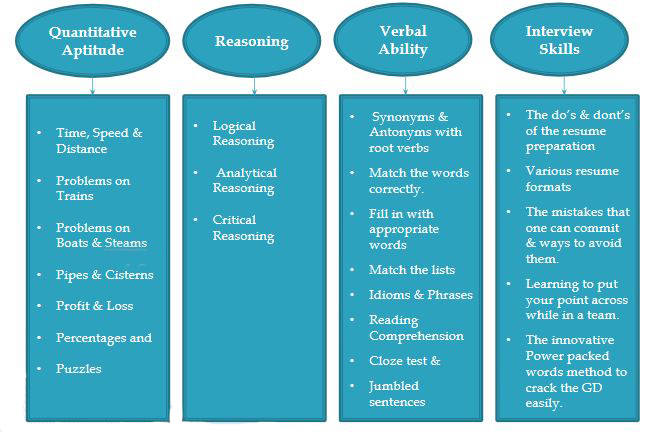 Quantitative
Aptitude
Reasoning
Verbal
Ability
Interview
Skills
• Time, Speed &
Distance
• Problems on
Trains
• Problems on
Boats & Steams
• Pipes & Cisterns
• Profit & Loss
• Percentages and
• Puzzles
• Logical
Reasoning
• Analytical
Reasoning
• Critical
Reasoning
• Synonyms &
Antonyms with
root verbs
• Match the words
correctly.
• Fill in with
appropriate
words
• Match the lists
• Idioms & Phrases
• Reading
Comprehension
• Cloze test &
• Jumbled
sentences
• The do's & dont's
of the resume
preparation
• Various resume
formats
• The mistakes that
one can commit
& ways to avoid
them.
• Learning to put
your point across
while in a team.
• The innovative
Power packed
words method to
crack the GD
easily.